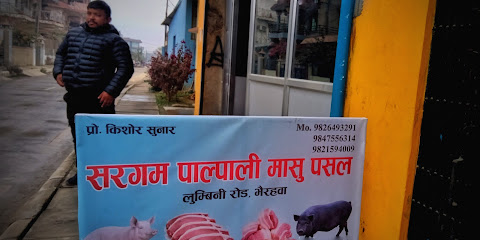 प्रो. किशोर सुनार
Mo. 9826493291
9847556314
9821594009
सरगम पाल्पाली मासु पसल
लुम्बिनी रोड, भैरहवा